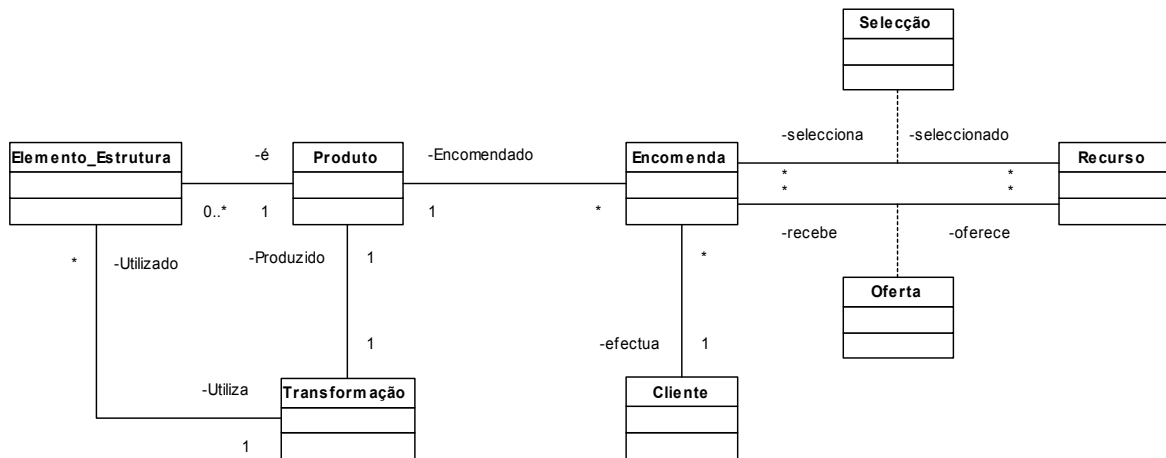 Selecção
-selecciona
-seleccionado
Elemento_Estrutura
-é
Produto
-Encomendado
Encomenda
Recurso
*
*
*
*
0..*
1
1
*
-recebe
-oferece
*
-Utilizado
-Produzido
1
*
Oferta
-efectua
1
1
-Utiliza
Transformação
Cliente
1